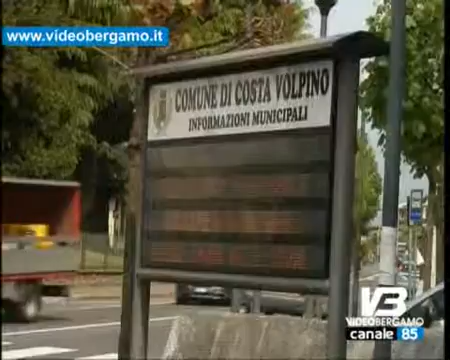 www.videobergamo.it
COMUNE DI COSTA VOLPINO
INFORMAZIONI MUNICIPALI
VB
VIDEOBERGAMO
canale 85